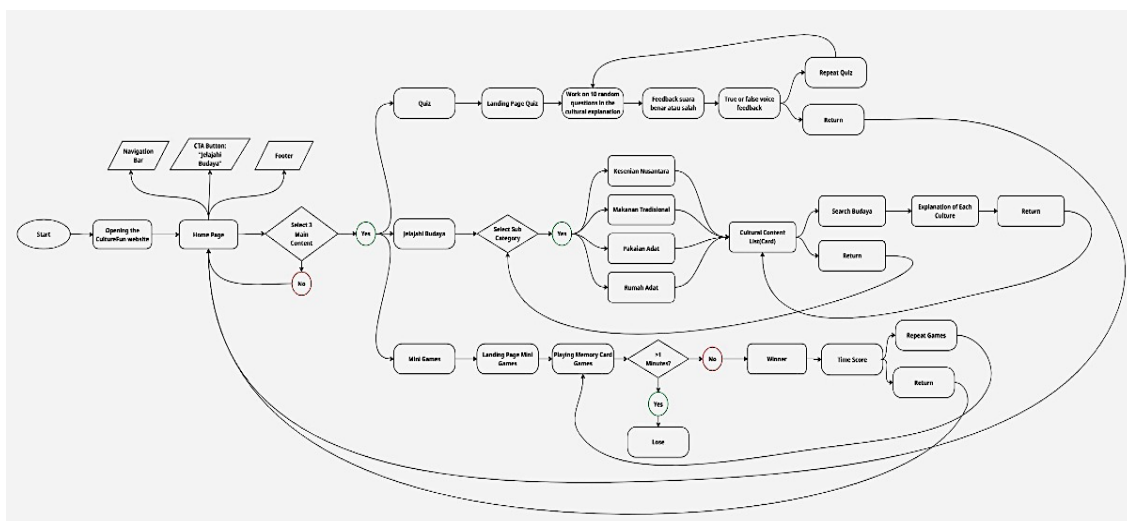 Start
Opening the
CultureFun website
Home Page
Navigation
Bar
CTA Button:
"Jelajahi
Budaya"
Footer
Select 3
Main
Content
No
Yes
Quiz
Landing Page Quiz
Work on 10 random
questions in the
cultural explanation
Feedback suara
benar atau salah
True or false voice
feedback
Repeat Quiz
Return
Jelajahi Budaya
Select Sub
Category
Yes
Kesenian Nusantara
Makanan Tradisional
Pakaian Adat
Rumah Adat
Cultural Content
List(Card)
Search Budaya
Explanation of Each
Culture
Return
Return
Mini Games
Landing Page Mini
Games
Playing Memory Card
Games
>1
Minutes?
No
Yes
Lose
Winner
Time Score
Repeat Games
Return